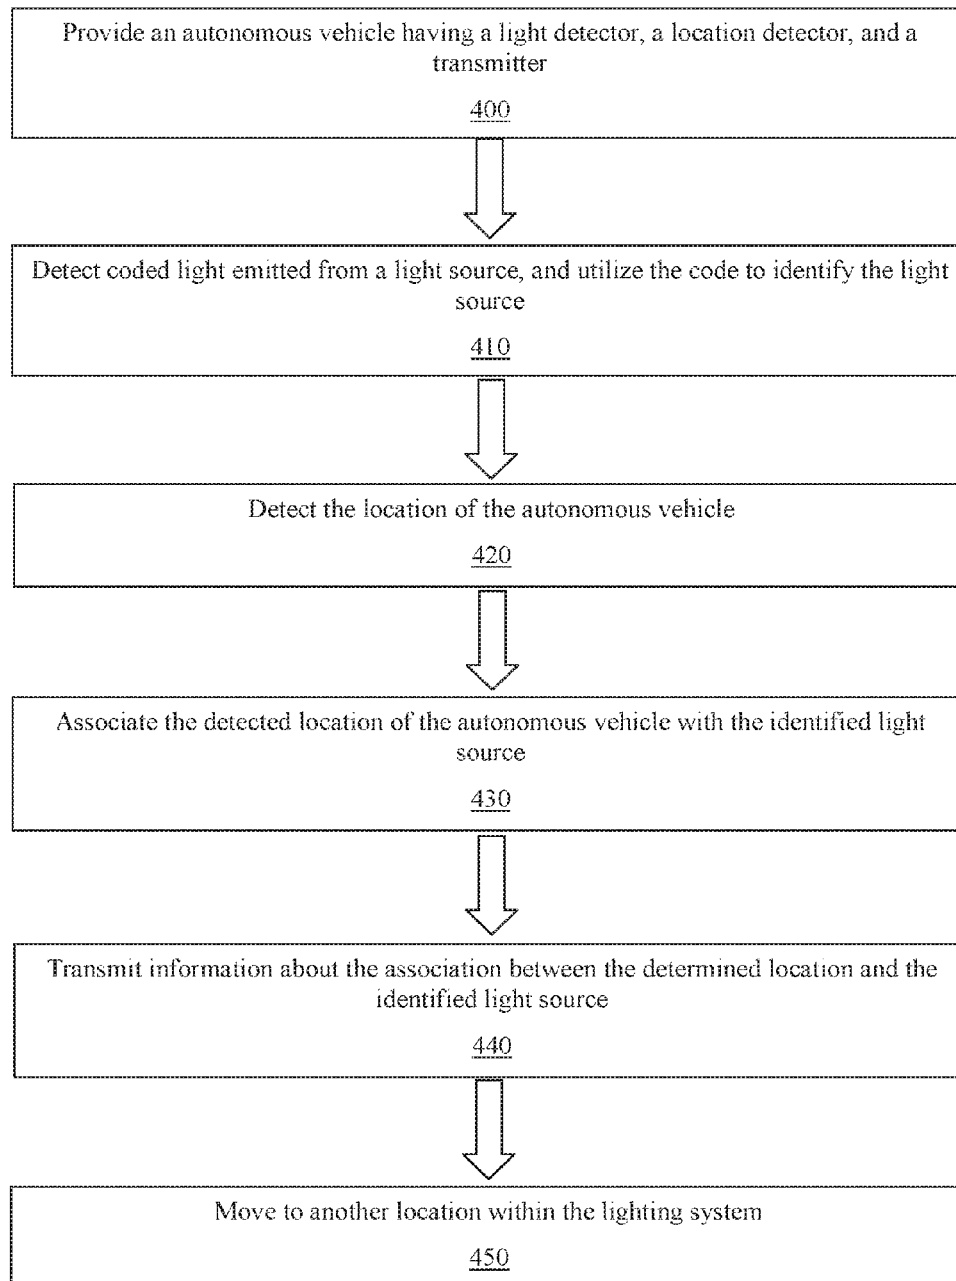 Provide an autonomous vehicle having a light detector, a location detector, and a
transmitter
400
Detect coded light emitted from a light source, and utilize the code to identify the light
source
410
Detect the location of the autonomous vehicle
420
Associate the detected location of the autonomous vehicle with the identified light
source
430
Transmit information about the association between the determined location and the
identified light source
440
Move to another location within the lighting system
450